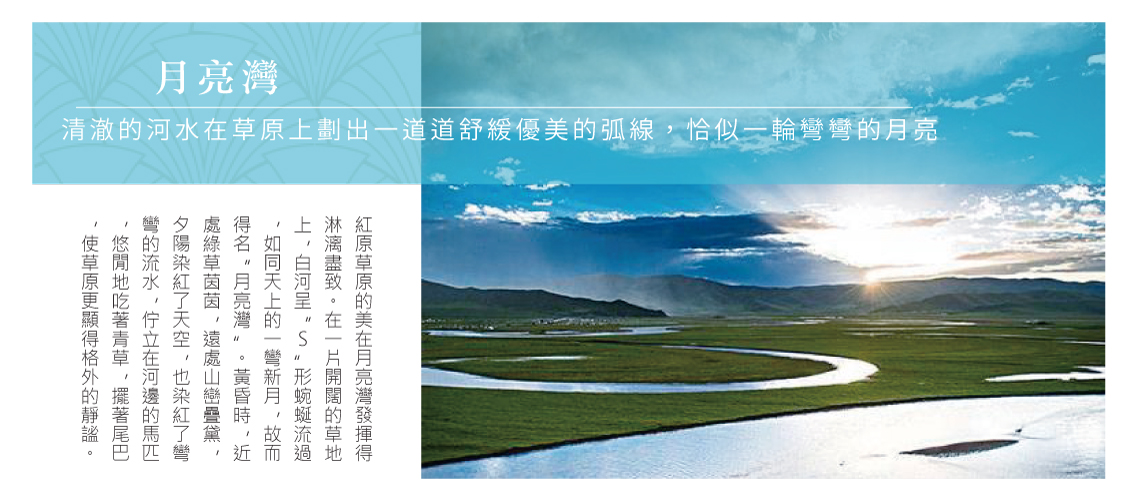 月亮灣
清澈的河水在草原上劃出一道道舒緩優美的弧線，恰似一輪彎彎的月亮
紅原草原的美在月亮灣發揮得
淋漓盡致。在一片開闊的草地
上，白河呈“S”形蜿蜒流過
，如同天上的一彎新月，故而
得名“月亮灣“。黃昏時，近
處綠草茵茵，遠處山巒疊黛，
夕陽染紅了天空，也染紅了彎
彎的流水，佇立在河邊的馬匹
，悠閒地吃著青草，擺著尾巴
，使草原更顯得格外的靜謐。